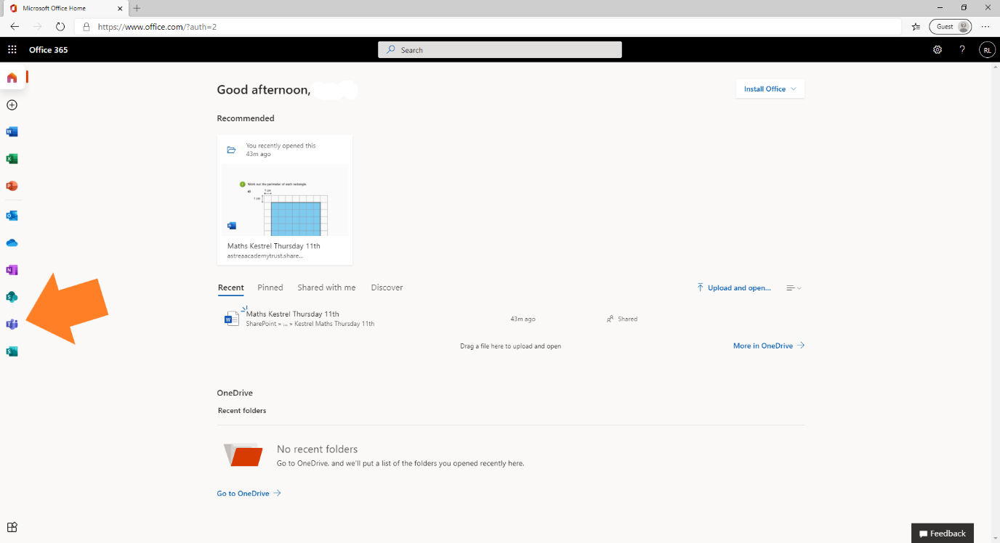 Microsoft Office Home
https://www.office.com/?auth=2
Guest
Office 365
Search
?
RL
Good afternoon,
Install Office
Recommended
You recently opened this
43m ago
Work out the perimeter of each rectangle.
a)
1 cm
1 cm
Maths Kestrel Thursday 11th
astreaacademytrust.share...
Recent
Pinned
Shared with me
Discover
Upload and open...
Maths Kestrel Thursday 11th
43m ago
Shared
SharePoint » ... » Kestrel Maths Thursday 11th
Drag a file here to upload and open
More in OneDrive
OneDrive
Recent folders
No recent folders
Go to OneDrive, and we'll put a list of the folders you opened recently here.
Go to OneDrive
Feedback